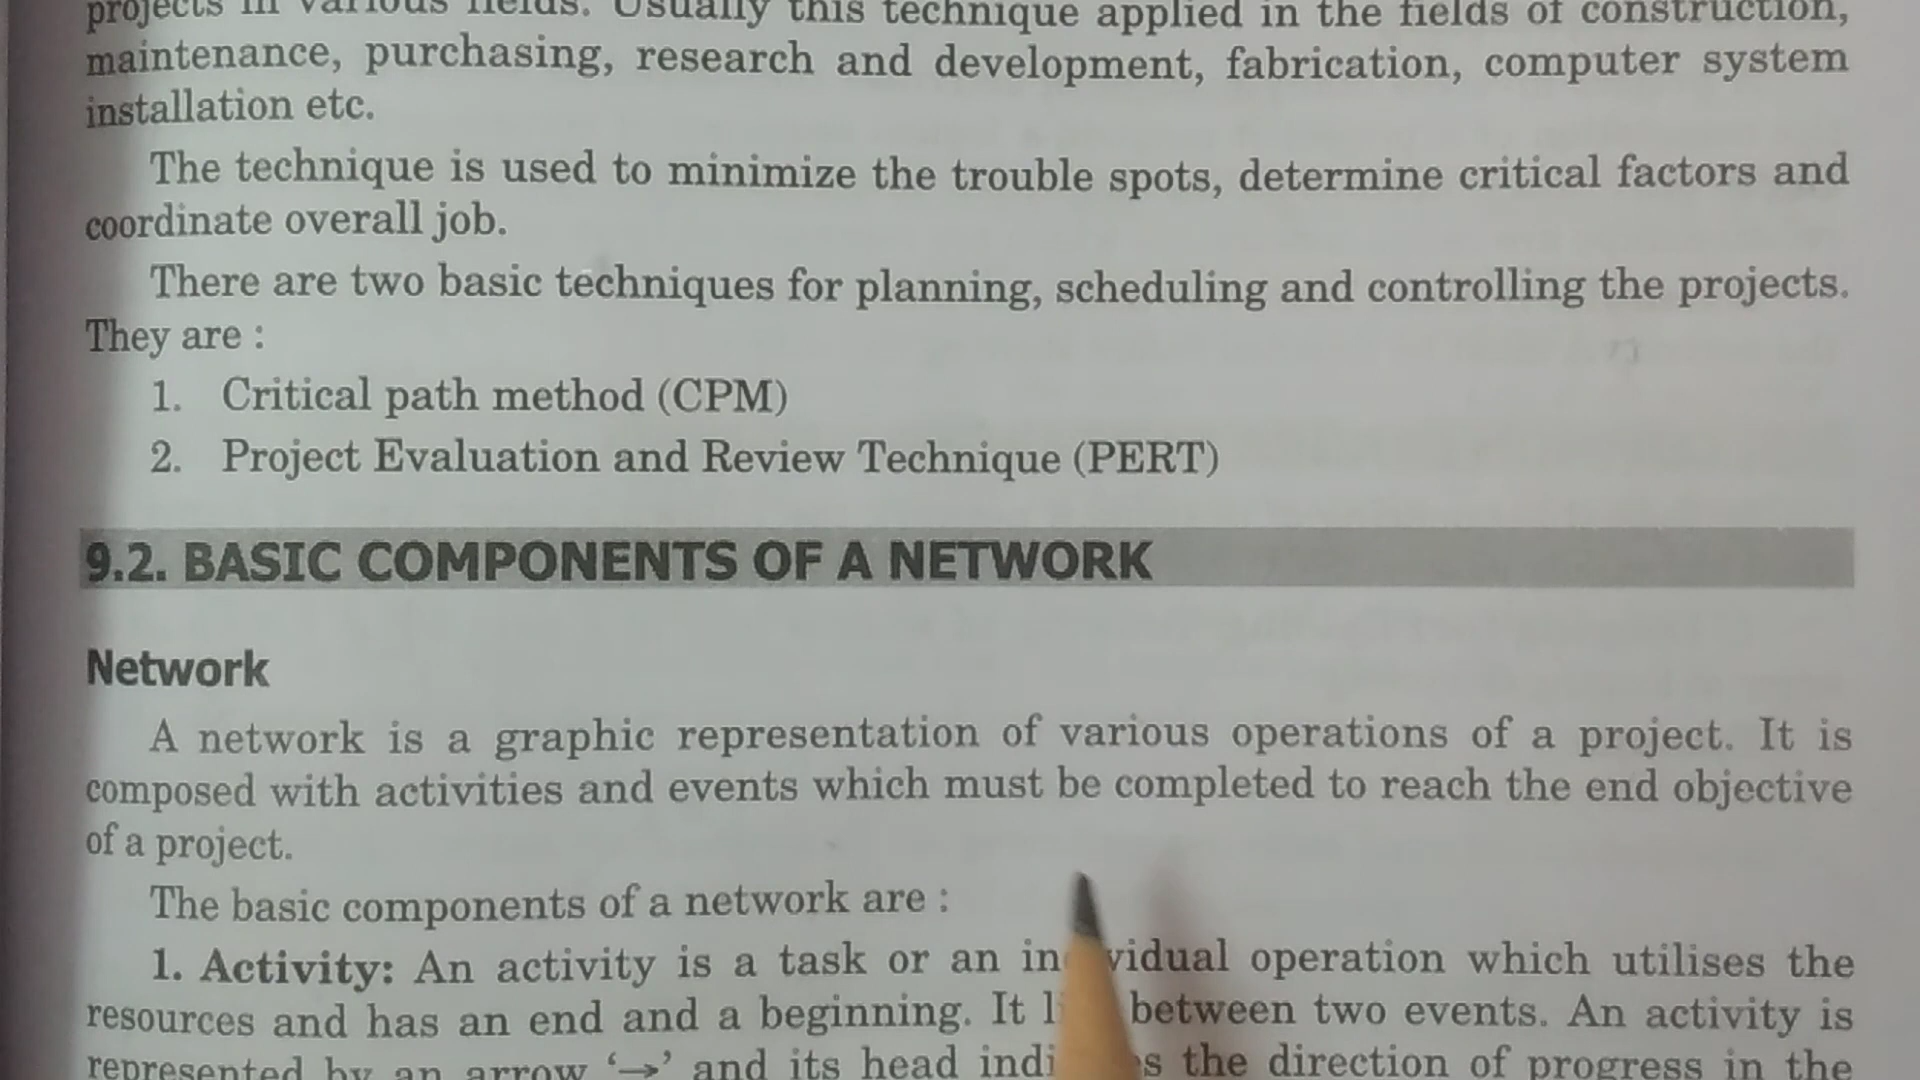 projects in various fields. Usually this technique applied in the fields of construction,
maintenance, purchasing, research and development, fabrication, computer system
installation etc.
The technique is used to minimize the trouble spots, determine critical factors and
coordinate overall job.
There are two basic techniques for planning, scheduling and controlling the projects.
They are :
1. Critical path method (CPM)
2. Project Evaluation and Review Technique (PERT)
9.2. BASIC COMPONENTS OF A NETWORK
Network
A network is a graphic representation of various operations of a project. It is
composed with activities and events which must be completed to reach the end objective
of a project.
The basic components of a network are :
1. Activity: An activity is a task or an individual operation which utilises the
resources and has an end and a beginning. It between two events. An activity is
represented by an arrow ‘→’ and its head the direction of progress in the